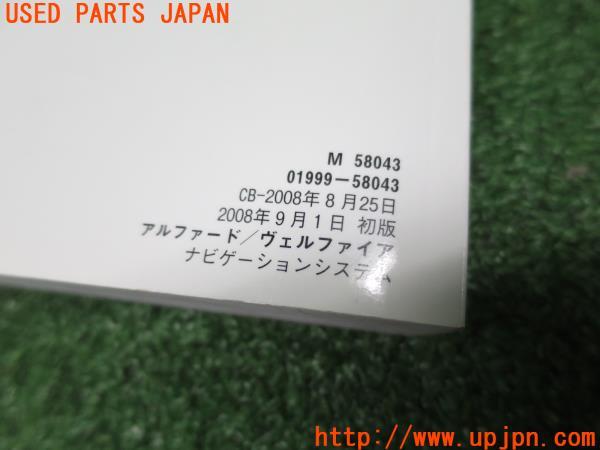 USED PARTS JAPAN
M 58043
01999-58043
CB-2008年8月25日
2008年9月1日 初版
アルファード/ヴェルファイア
ナビゲーションシステム
http://www.upjpn.com/